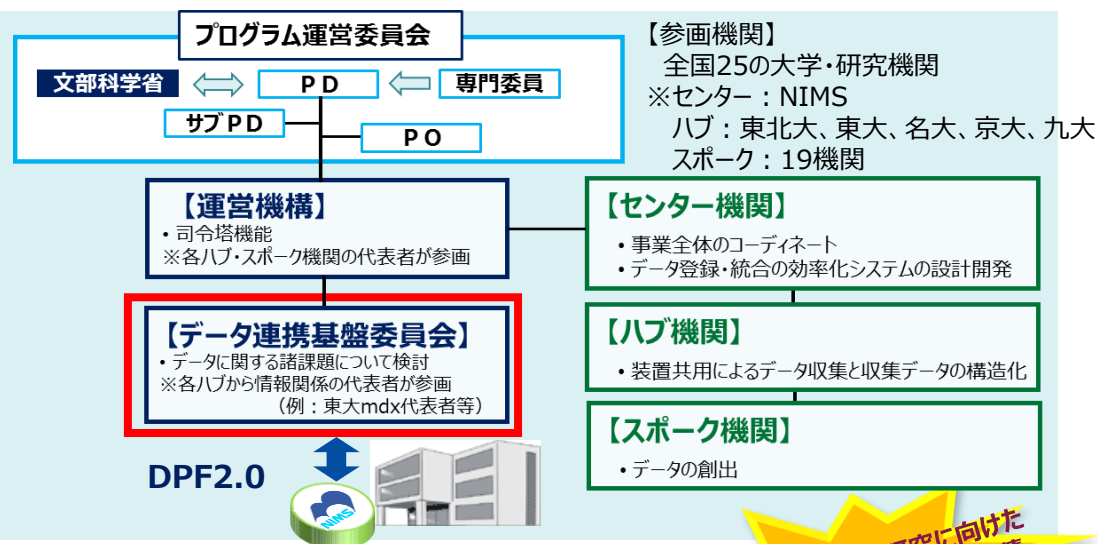 プログラム運営委員会
文部科学省
PD
専門委員
サブPD
PO
【参画機関】
全国25の大学・研究機関
※センター：NIMS
ハブ：東北大、東大、名大、京大、九大
スポーク：19機関
【運営機構】
・司令塔機能
※各ハブ・スポーク機関の代表者が参画
【データ連携基盤委員会】
・データに関する諸課題について検討
※各ハブから情報関係の代表者が参画
（例：東大mdx代表者等）
DPF2.0
NIMS
【センター機関】
・事業全体のコーディネート
・データ登録・統合の効率化システムの設計開発
【ハブ機関】
・装置共用によるデータ収集と収集データの構造化
【スポーク機関】
・データの創出
究に向けた